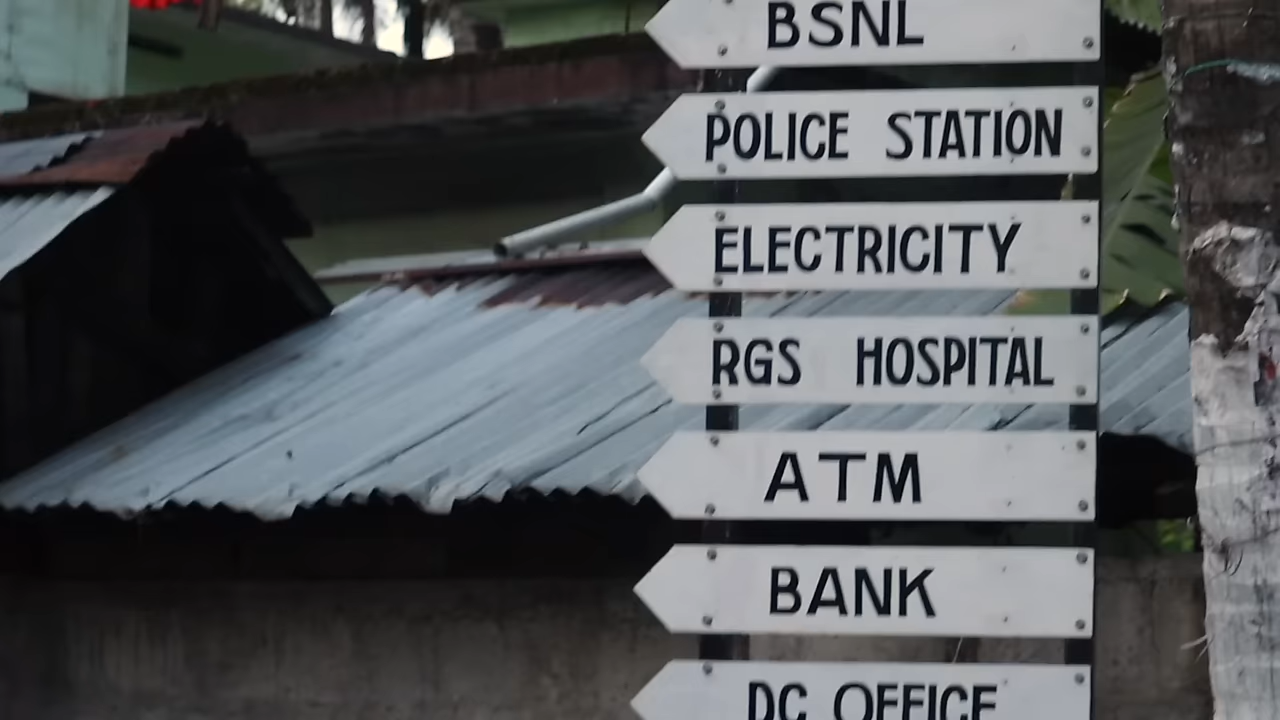 BSNL
POLICE STATION
ELECTRICITY
RGS HOSPITAL
ATM
BANK
DC OFFICE